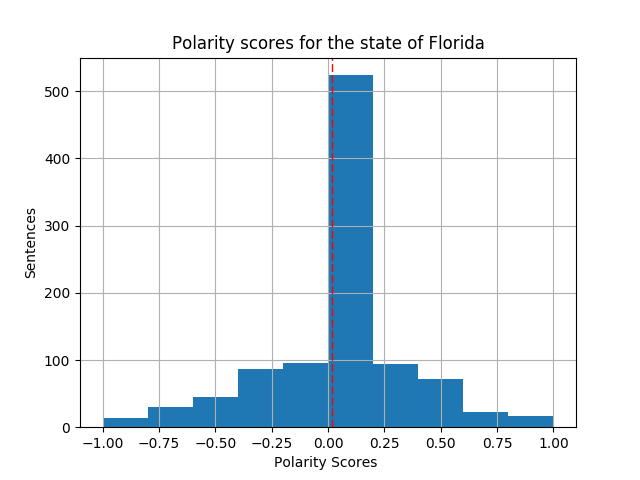 Polarity scores for the state of Florida
500
400
300
200
100
0
Sentences
−1.00 −0.75 −0.50 −0.25 0.00 0.25 0.50 0.75 1.00
Polarity Scores